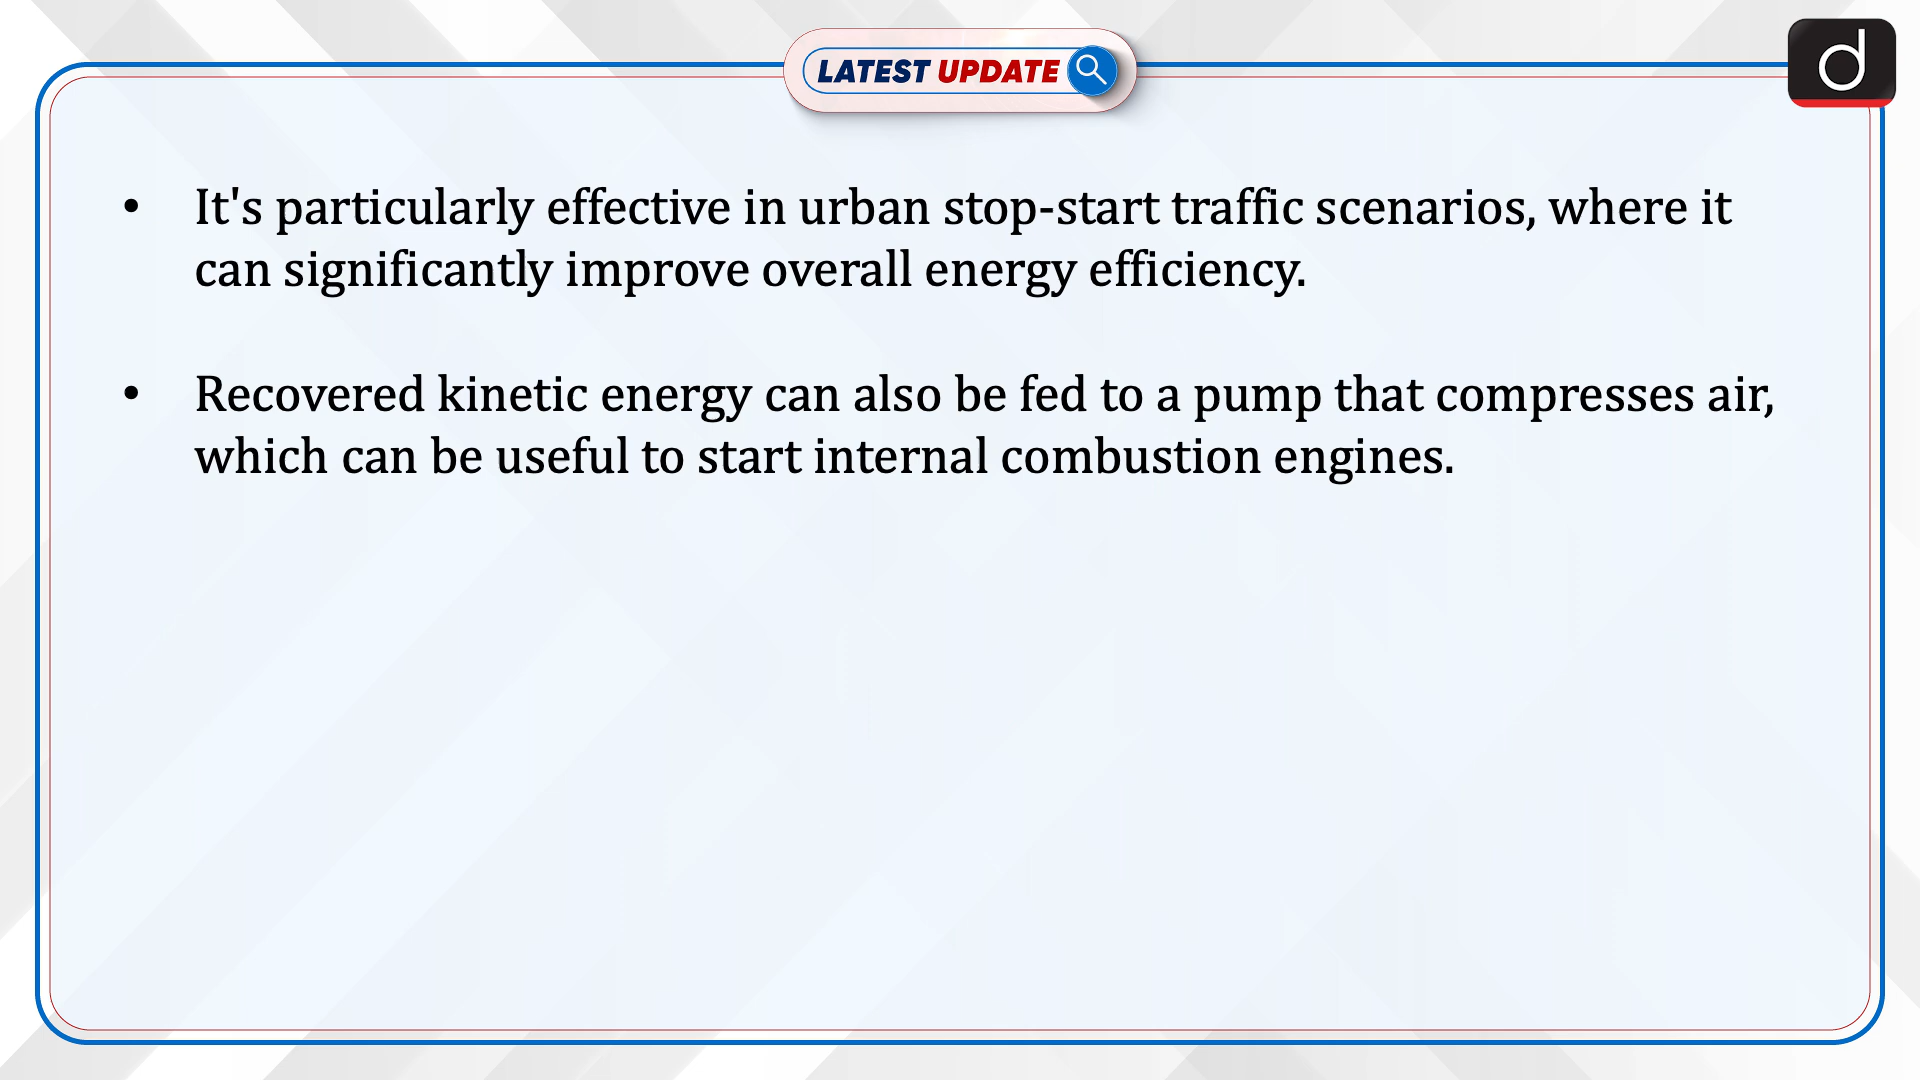 LATEST UPDATE
d
• It's particularly effective in urban stop-start traffic scenarios, where it
can significantly improve overall energy efficiency.
• Recovered kinetic energy can also be fed to a pump that compresses air,
which can be useful to start internal combustion engines.